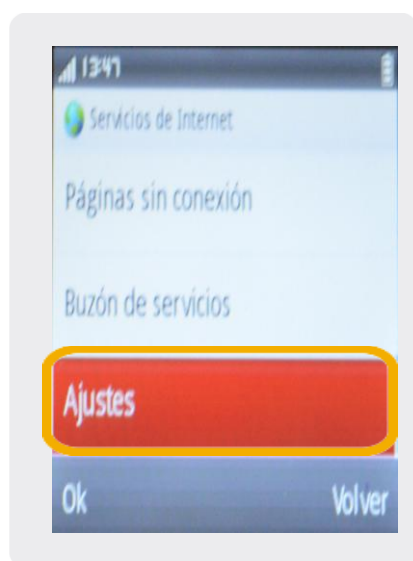 13:47
Servicios de Internet
Páginas sin conexión
Buzón de servicios
Ajustes
Ok Volver